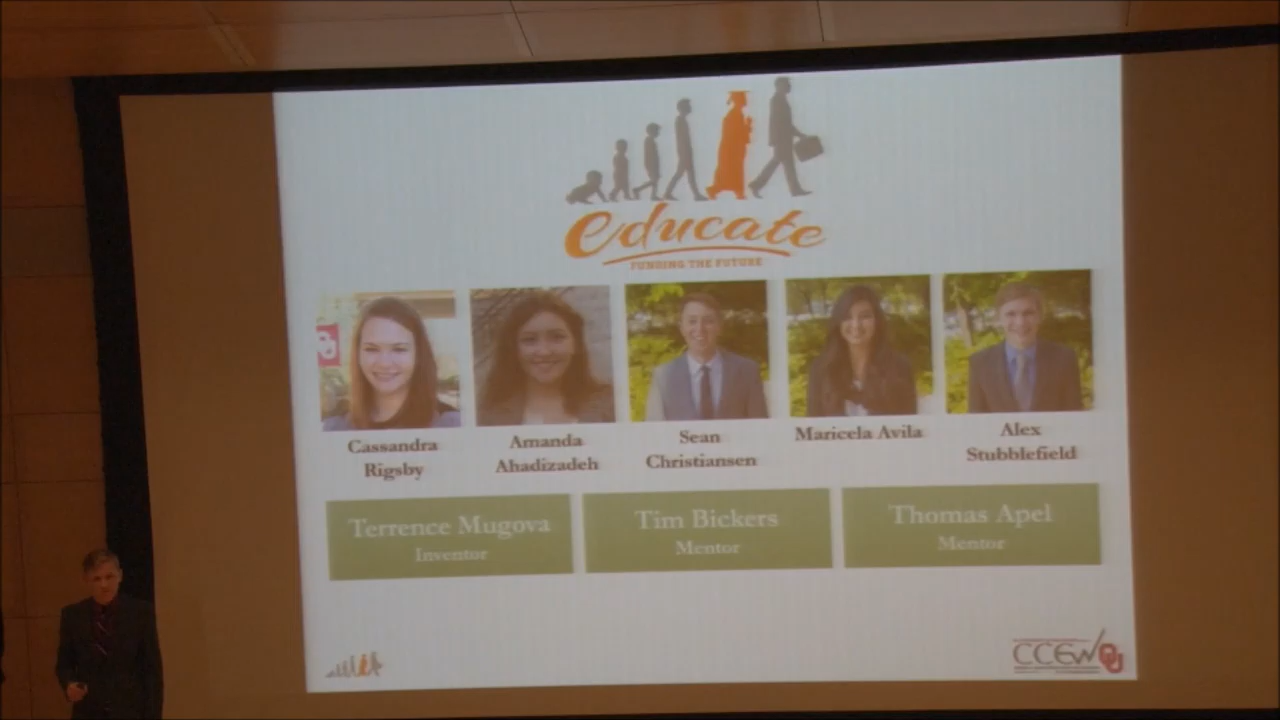 educate
FUNDING THE FUTURE
Cassandra
Rigsby
Amanda
Ahadizadeh
Sean
Christiansen
Maricela Avila
Alex
Stubblefield
Terrence Mugova
Inventor
Tim Bickers
Mentor
Thomas Apel
Mentor
CCEW OU